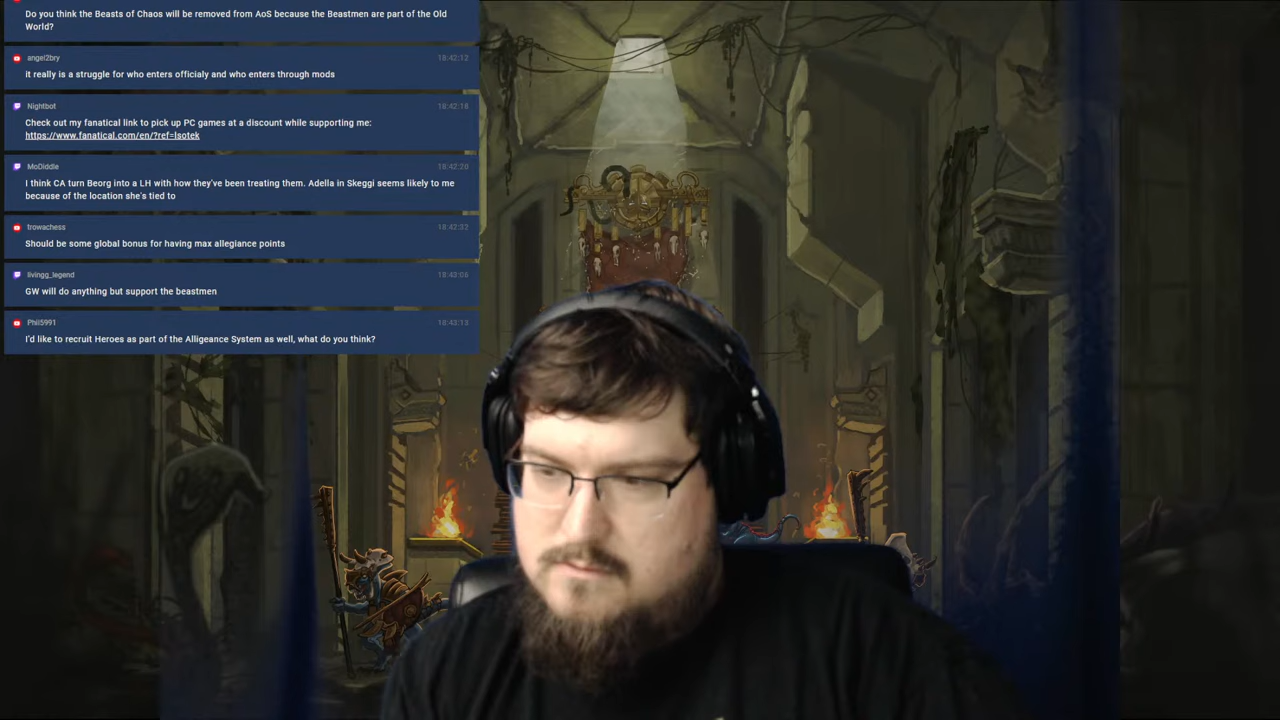 Do you think the Beasts of Chaos will be removed from AoS because the Beastmen are part of the Old
World?
angel2bry 18:42:12
it really is a struggle for who enters officialy and who enters through mods
Nightbot 18:42:18
Check out my fanatical link to pick up PC games at a discount while supporting me:
https://www.fanatical.com/en/?ref=lsotek
MoDiddle 18:42:20
I think CA turn Beorg into a LH with how they've been treating them. Adella in Skeggi seems likely to me
because of the location she's tied to
trowachess 18:42:32
Should be some global bonus for having max allegiance points
livingg_legend 18:43:06
GW will do anything but support the beastmen
Phil5991 18:43:13
I'd like to recruit Heroes as part of the Alligeance System as well, what do you think?